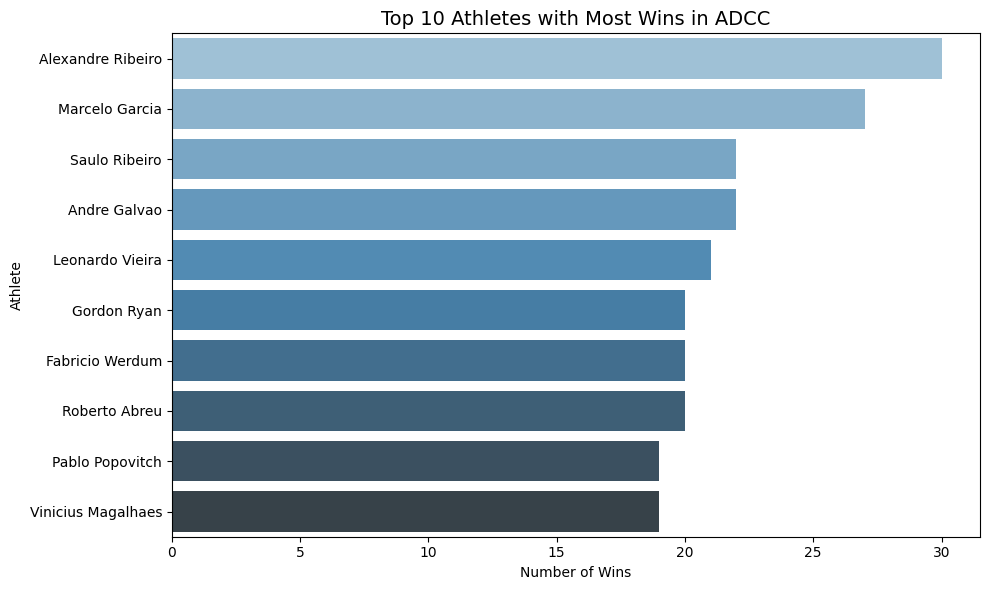 Top 10 Athletes with Most Wins in ADCC
Athlete
Alexandre Ribeiro
Marcelo Garcia
Saulo Ribeiro
Andre Galvao
Leonardo Vieira
Gordon Ryan
Fabricio Werdum
Roberto Abreu
Pablo Popovitch
Vinicius Magalhaes
0 5 10 15 20 25 30
Number of Wins